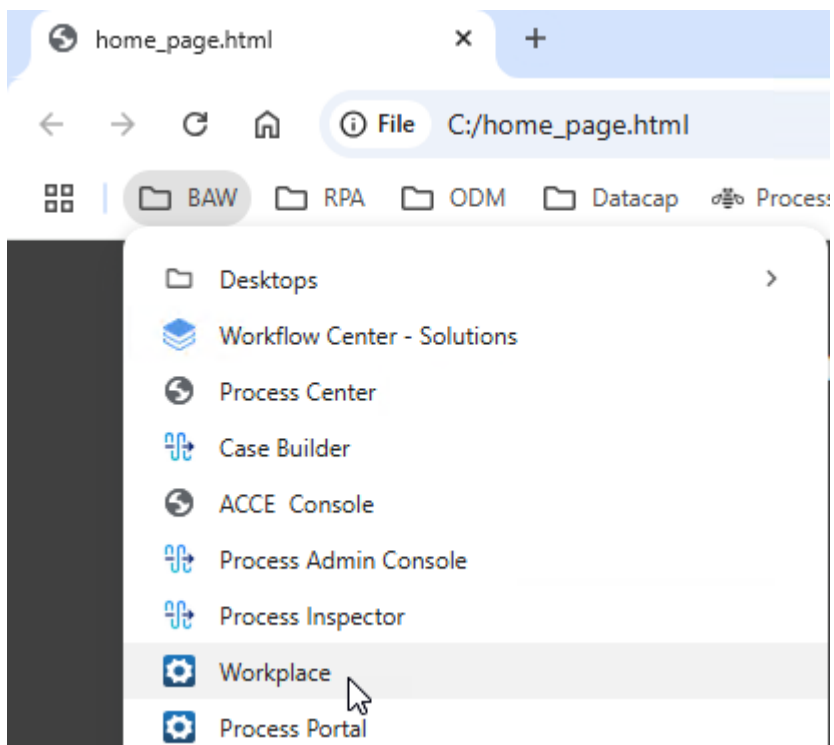 home_page.html
File C:/home_page.html
BAW RPA ODM Datacap Process
Desktops
Workflow Center - Solutions
Process Center
Case Builder
ACCE Console
Process Admin Console
Process Inspector
Workplace
Process Portal